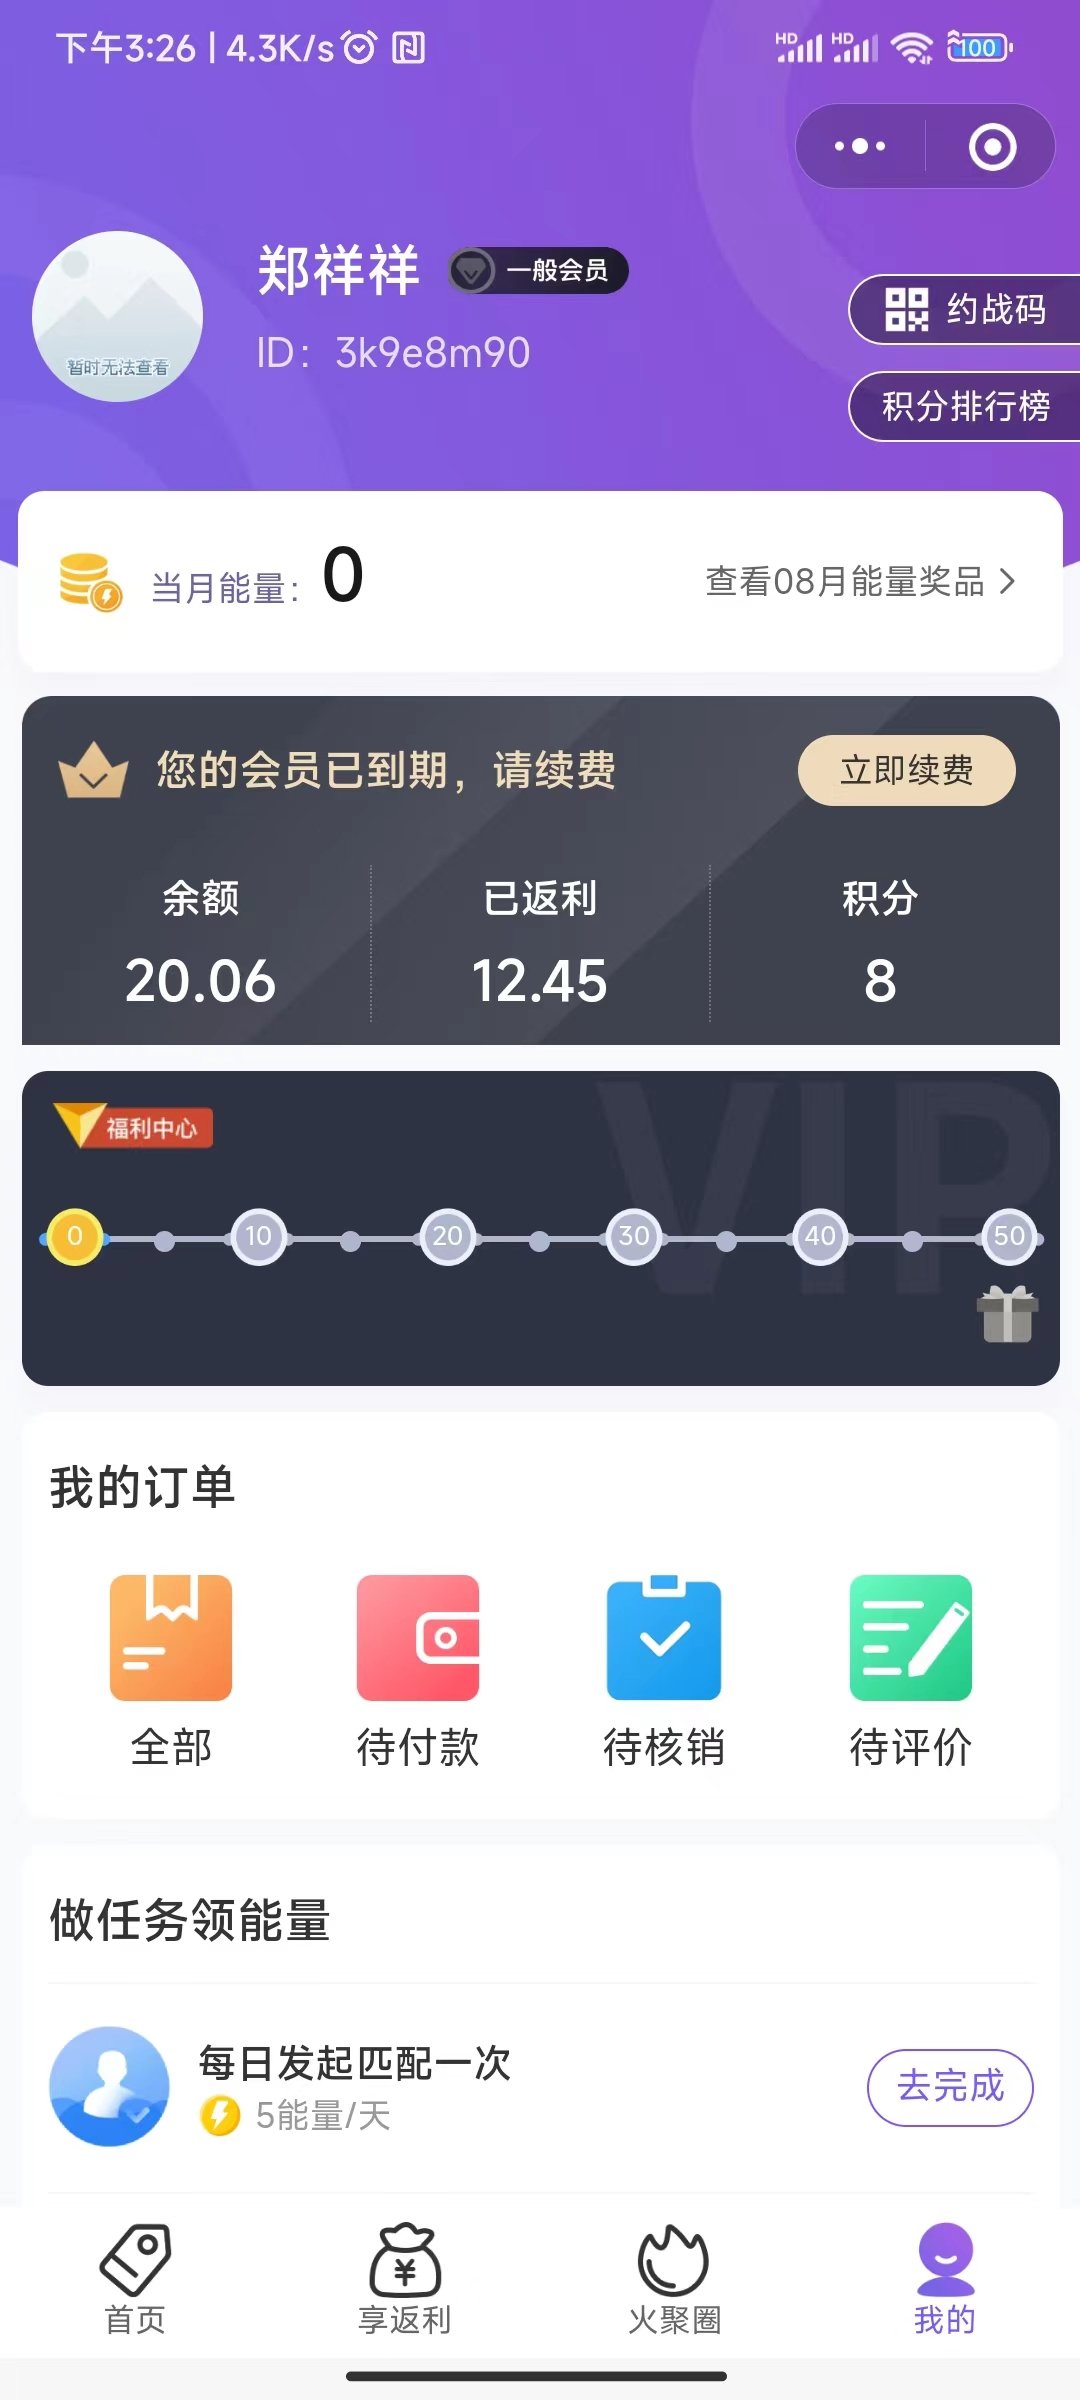 下午3:26 | 4.3K/s
HD HD 100
郑祥祥 一般会员
ID：3k9e8m90
暂时无法查看
约战码
积分排行榜
当月能量： 0
查看08月能量奖品
您的会员已到期，请续费
立即续费
余额 已返利 积分
20.06 12.45 8
VIP
福利中心
0 10 20 30 40 50
我的订单
全部 待付款 待核销 待评价
做任务领能量
每日发起匹配一次
5能量/天
去完成
首页 享返利 火聚圈 我的